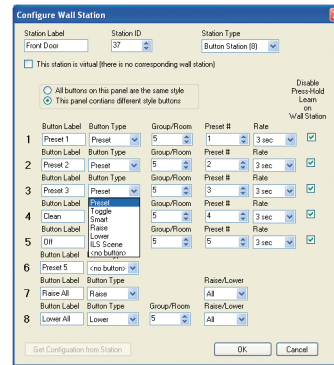 Configure Wall Station
Station Label Station ID Station Type
Front Door 37 Button Station (8)
This station is virtual (there is no corresponding wall station)
All buttons on this panel are the same style
This panel contians different style buttons
Disable
Press-Hold
Learn
on
Wall Station
Button Label Button Type Group/Room Preset # Rate
1 Preset 1 Preset 5 1 3 sec
Button Label Button Type Group/Room Preset # Rate
2 Preset 2 Preset 5 2 3 sec
Button Label Button Type Group/Room Preset # Rate
3 Preset 3 Preset 5 3 3 sec
Preset
Toggle
Smart
Raise
Lower
ILS Scene
<no button>
Button Label Group/Room Preset # Rate
4 Clean 5 4 3 sec
Button Label Group/Room Preset # Rate
5 Off 5 5 3 sec
Button Label
6 Preset 5 <no button>
Button Label Button Type Raise/Lower
7 Raise All Raise All
Button Label Button Type Group/Room Raise/Lower
8 Lower All Lower 5 All
Get Configuation from Station OK Cancel